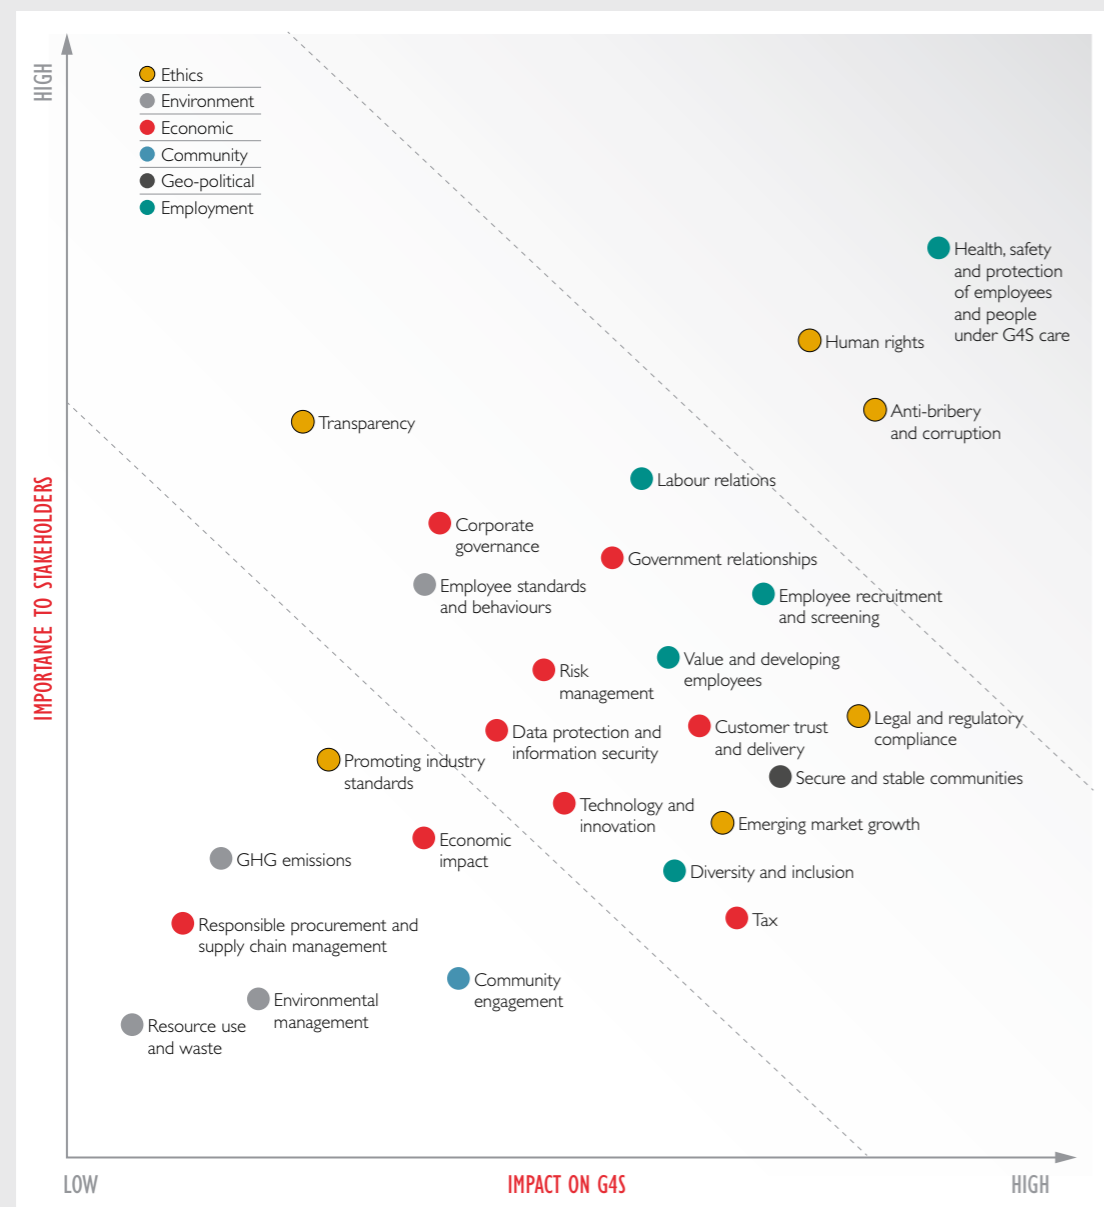 HIGH
Ethics
Environment
Economic
Community
Geo-political
Employment
Health, safety
and protection
of employees
and people
under G4S care
Human rights
Anti-bribery
and corruption
Transparency
Labour relations
Corporate
governance
Government relationships
Employee standards
and behaviours
Employee recruitment
and screening
Value and developing
employees
Risk
management
Legal and regulatory
compliance
Customer trust
and delivery
Data protection and
information security
Promoting industry
standards
Secure and stable communities
Technology and
innovation
Emerging market growth
Economic
impact
GHG emissions
Diversity and inclusion
Tax
Responsible procurement and
supply chain management
Community
engagement
Environmental
management
Resource use
and waste
IMPORTANCE TO STAKEHOLDERS
LOW
IMPACT ON G4S
HIGH